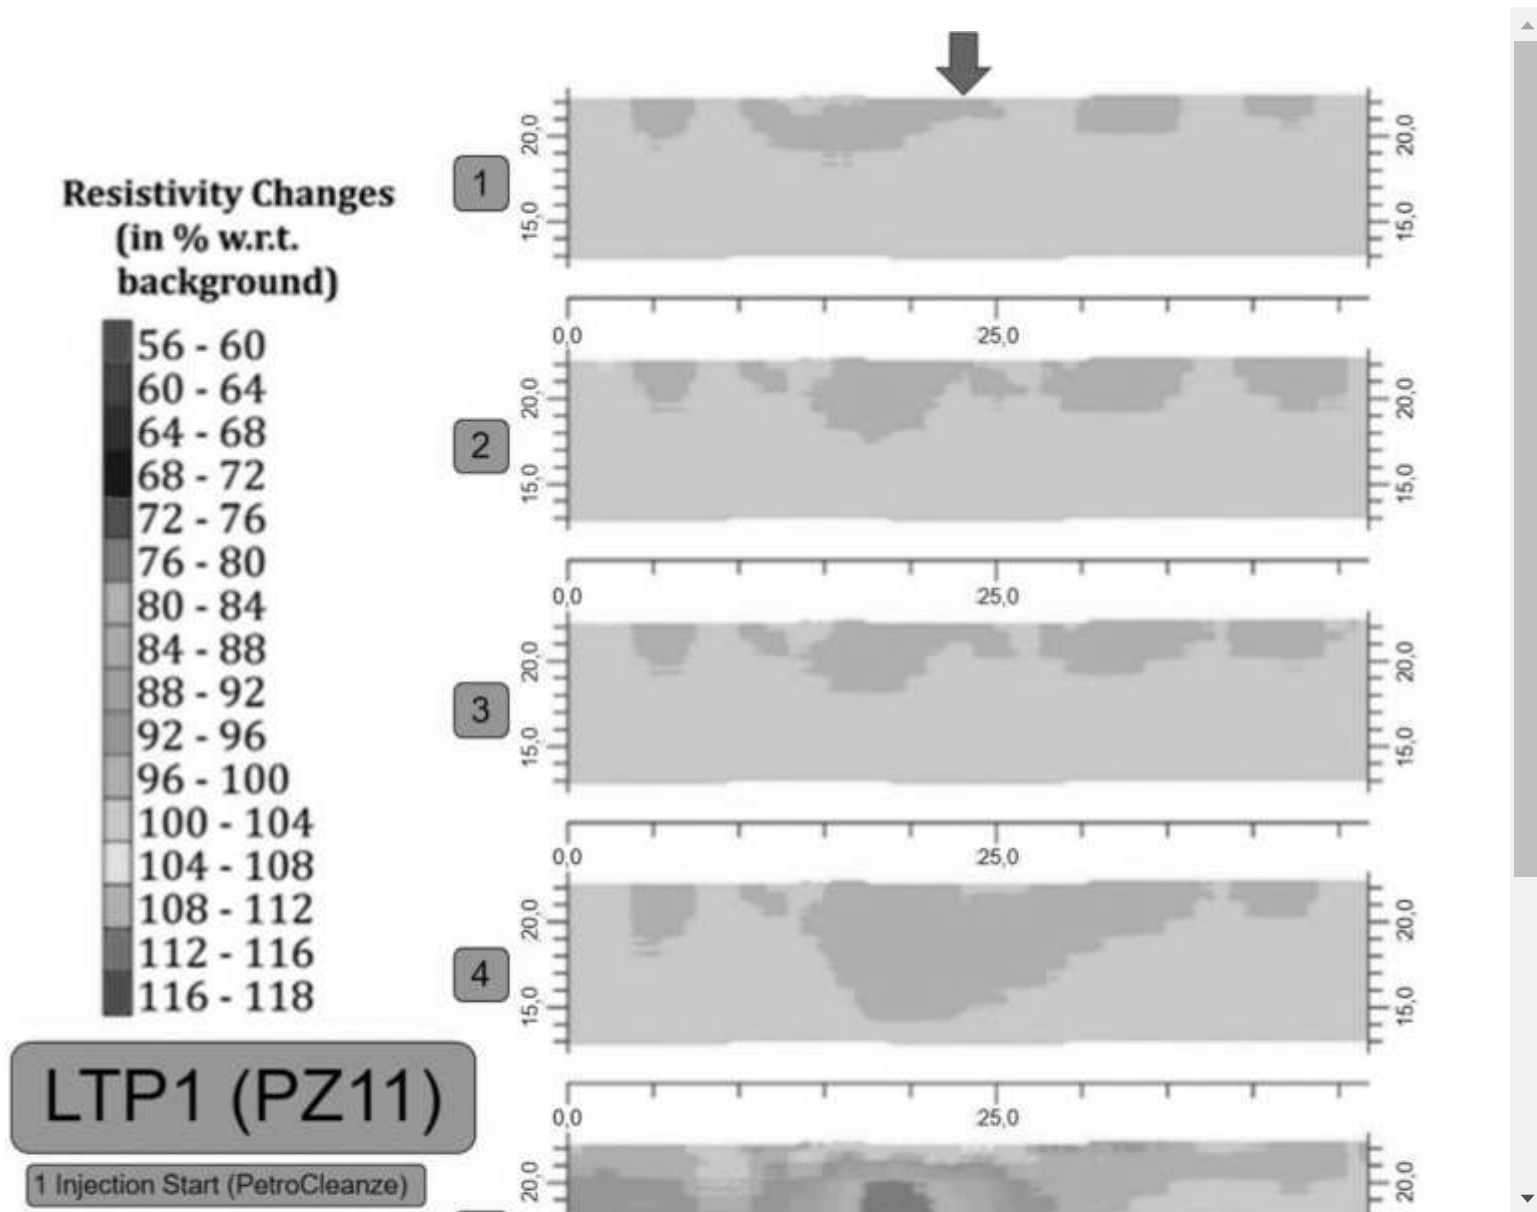 Resistivity Changes
(in % w.r.t.
background)
56 - 60
60 - 64
64 - 68
68 - 72
72 - 76
76 - 80
80 - 84
84 - 88
88 - 92
92 - 96
96 - 100
100 - 104
104 - 108
108 - 112
112 - 116
116 - 118
LTP1 (PZ11)
1 Injection Start (PetroCleanze)
1
20,0
15,0
20,0
15,0
0,0
25,0
2
20,0
15,0
20,0
15,0
0,0
25,0
3
20,0
15,0
20,0
15,0
0,0
25,0
4
20,0
15,0
20,0
15,0
0,0
25,0
20,0
20,0